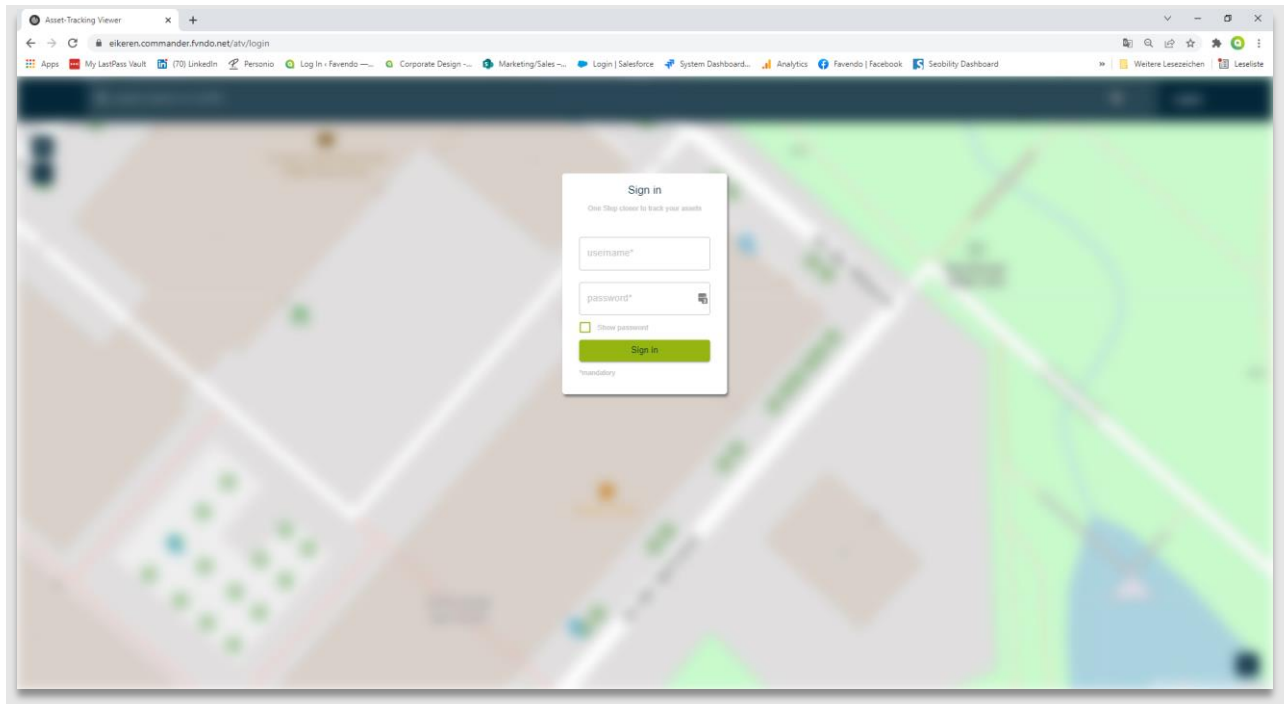 Asset-Tracking Viewer
eikeren.commander.fvndo.net/atv/login
Apps My LastPass Vault (70) LinkedIn Personio Log In ‹ Favendo —... Corporate Design -... Marketing/Sales –... Login | Salesforce System Dashboard... Analytics Favendo | Facebook Seobility Dashboard » Weitere Lesezeichen Leseliste
Sign in
One Step closer to track your assets
username*
password*
Show password
Sign in
*mandatory